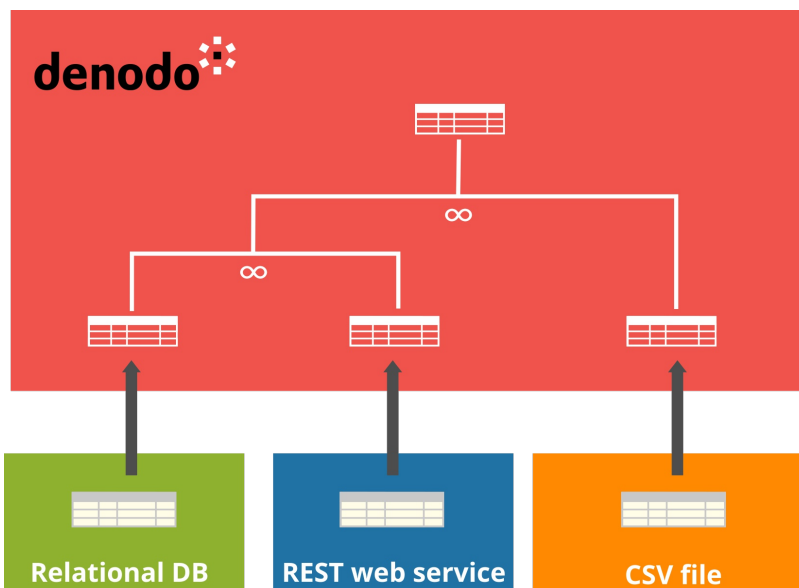 denodo
∞
∞
Relational DB
REST web service
CSV file